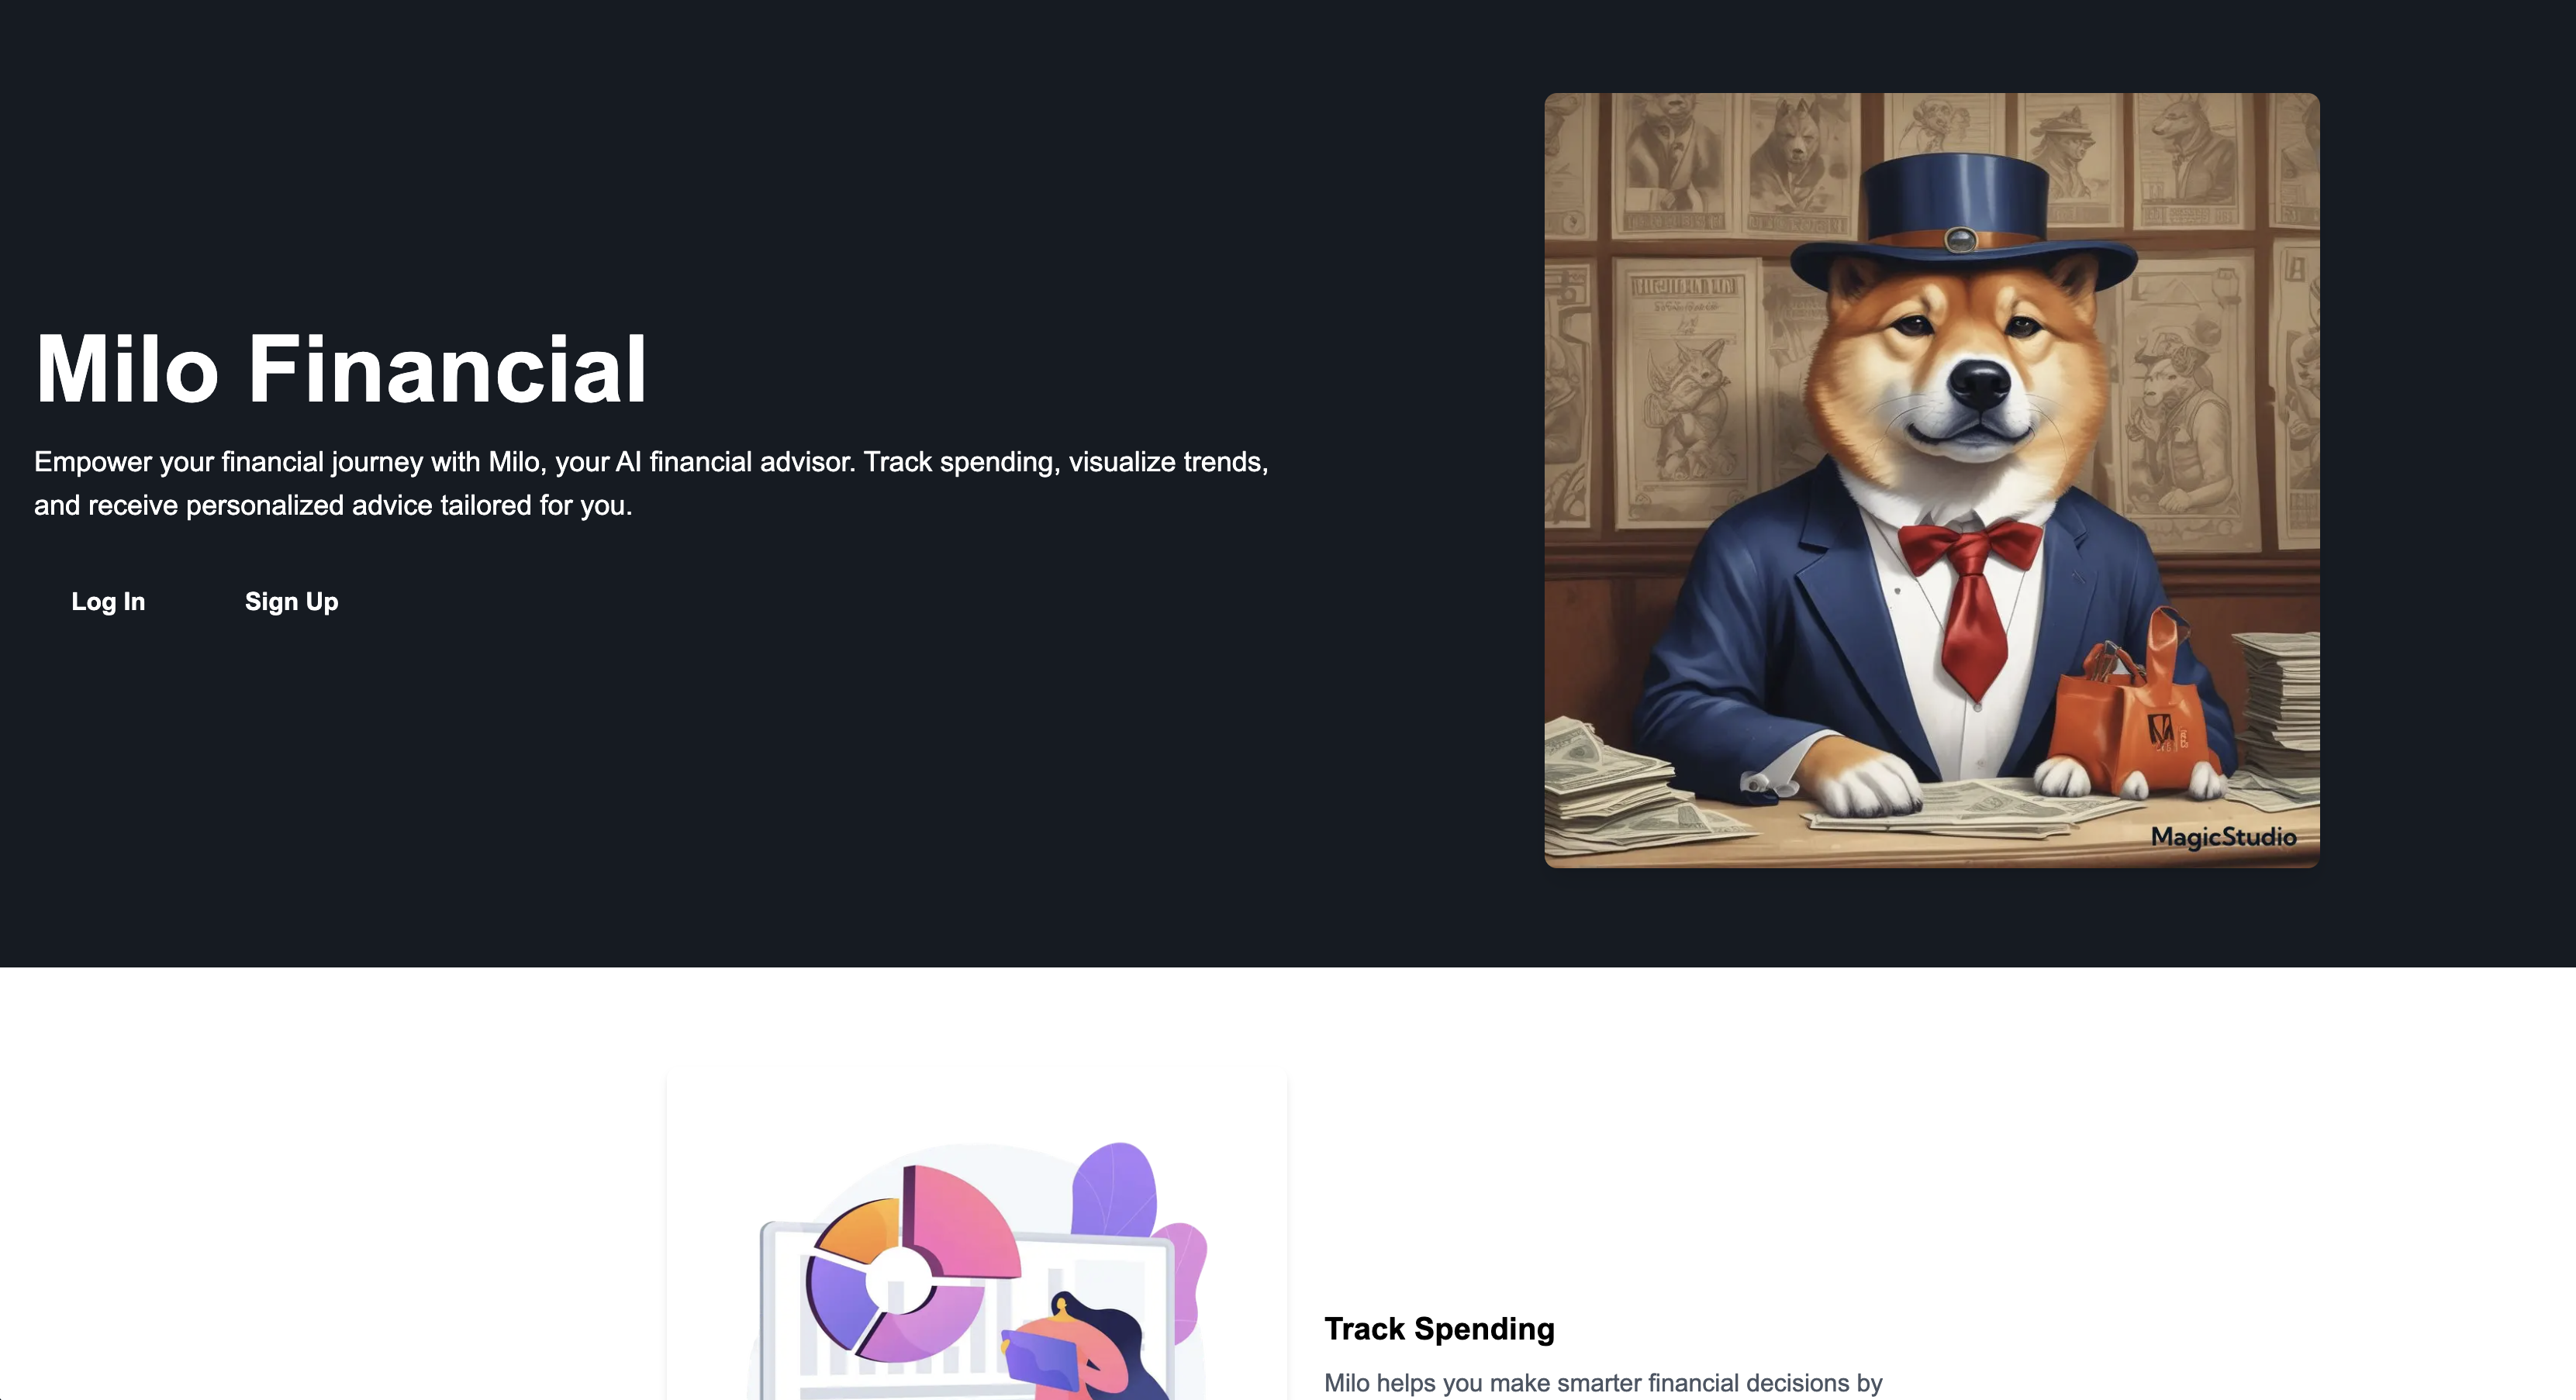 Milo Financial
Empower your financial journey with Milo, your AI financial advisor. Track spending, visualize trends,
and receive personalized advice tailored for you.
Log In
Sign Up
MagicStudio
Track Spending
Milo helps you make smarter financial decisions by